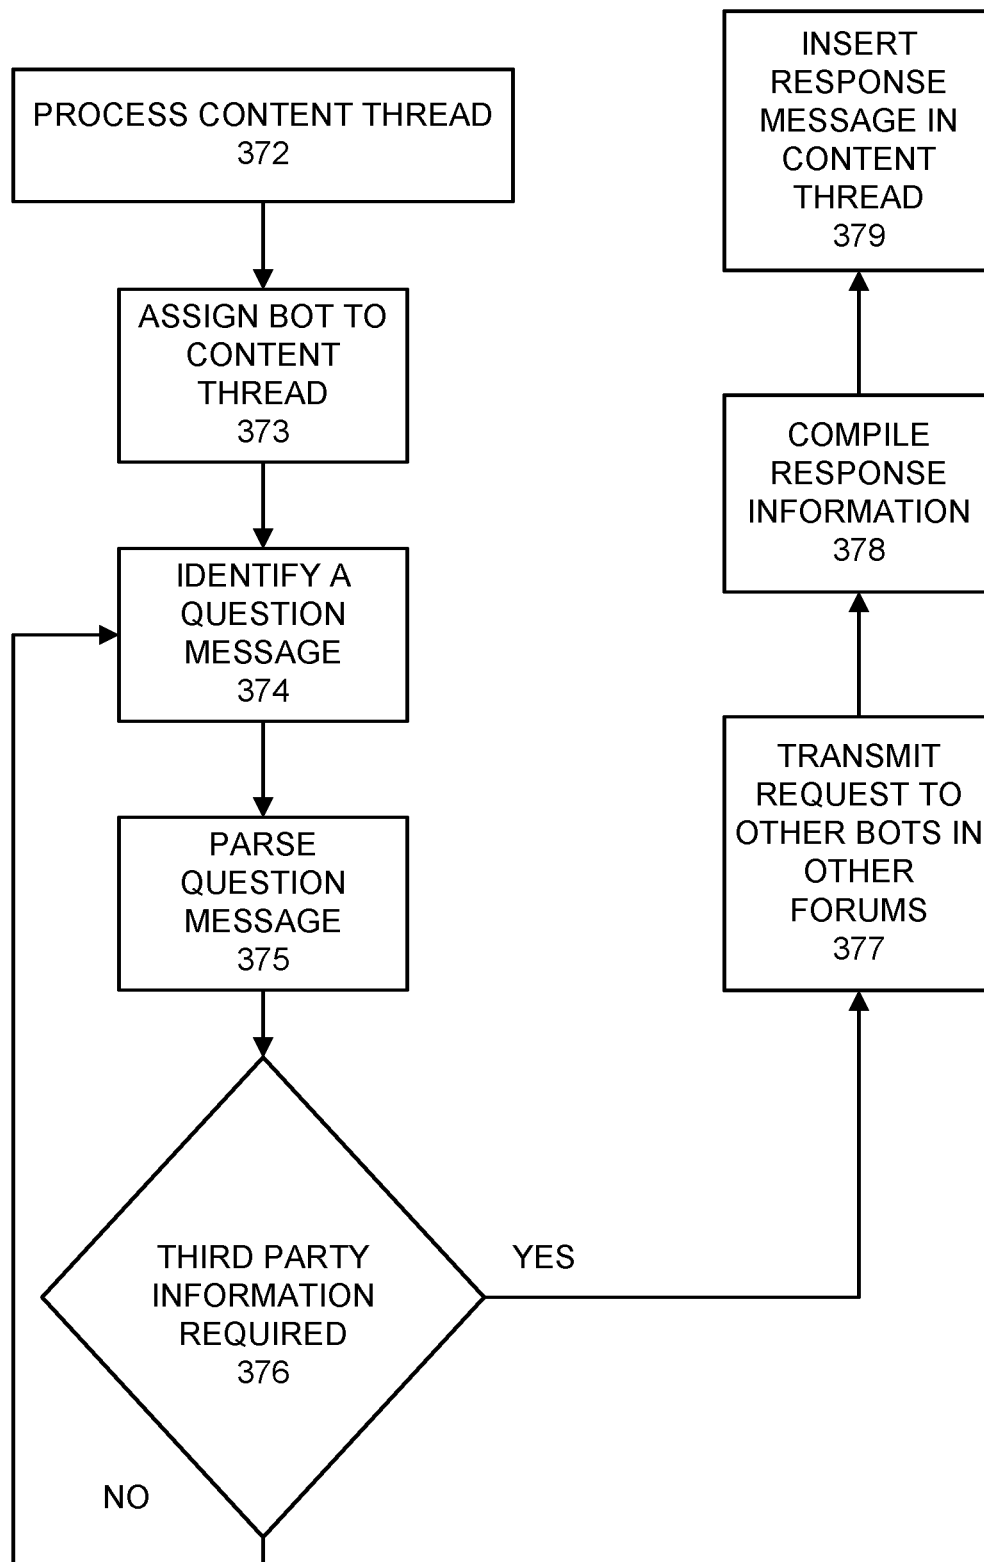 PROCESS CONTENT THREAD
372
ASSIGN BOT TO
CONTENT
THREAD
373
IDENTIFY A
QUESTION
MESSAGE
374
PARSE
QUESTION
MESSAGE
375
THIRD PARTY
INFORMATION
REQUIRED
376
YES
NO
TRANSMIT
REQUEST TO
OTHER BOTS IN
OTHER
FORUMS
377
COMPILE
RESPONSE
INFORMATION
378
INSERT
RESPONSE
MESSAGE IN
CONTENT
THREAD
379